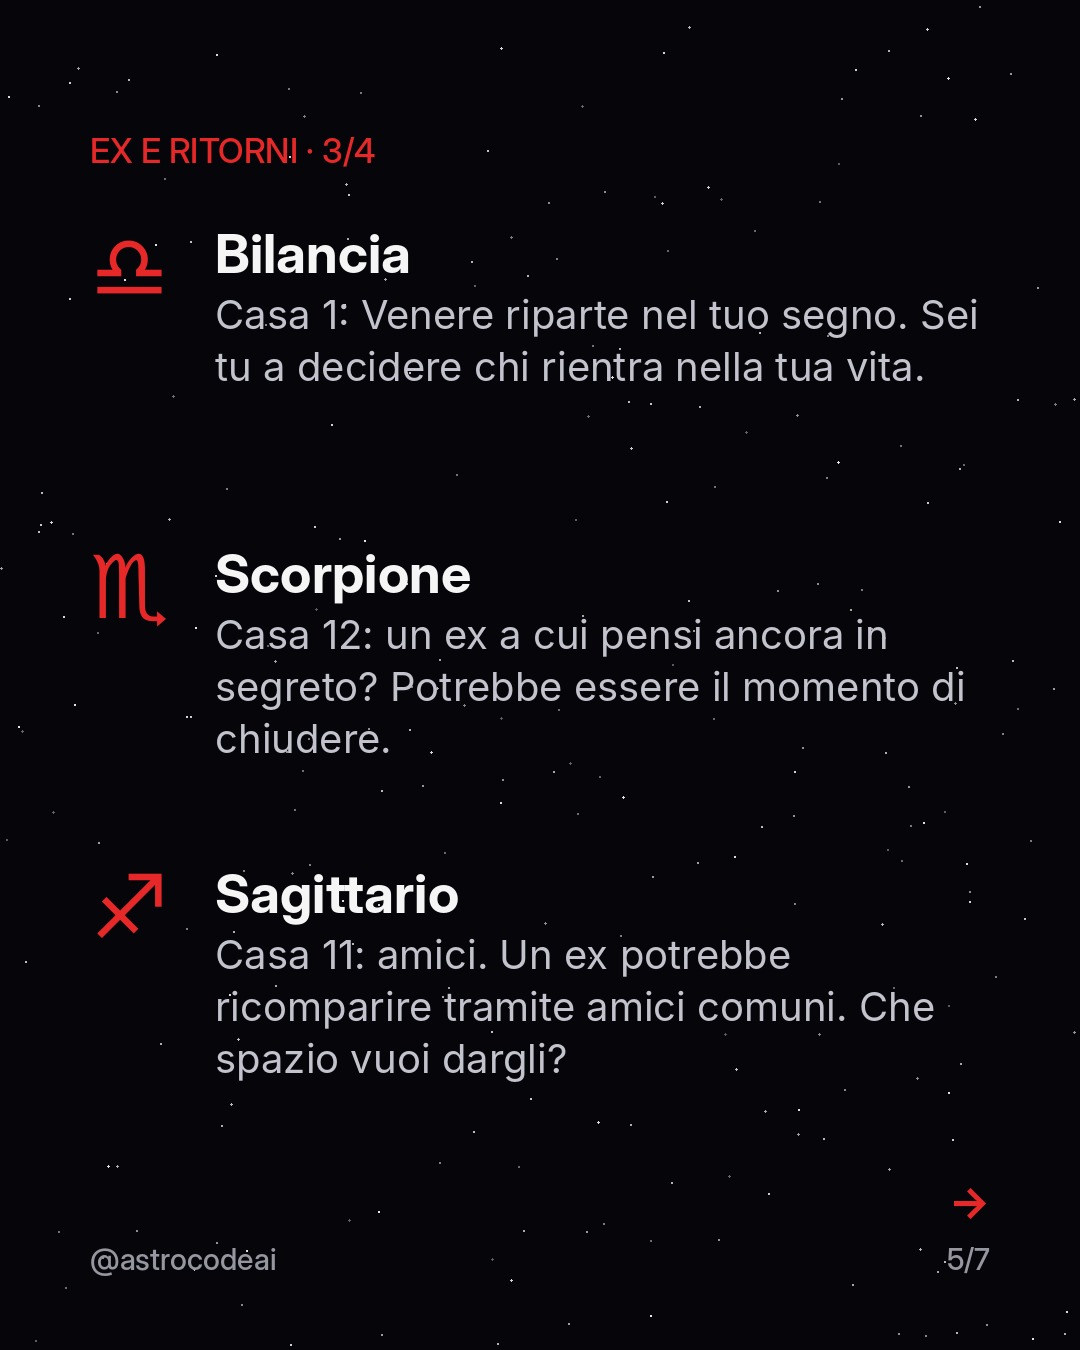 EX E RITORNI · 3/4
♎ Bilancia
Casa 1: Venere riparte nel tuo segno. Sei
tu a decidere chi rientra nella tua vita.
♏ Scorpione
Casa 12: un ex a cui pensi ancora in
segreto? Potrebbe essere il momento di
chiudere.
♐ Sagittario
Casa 11: amici. Un ex potrebbe
ricomparire tramite amici comuni. Che
spazio vuoi dargli?
→
@astrocodeai
5/7